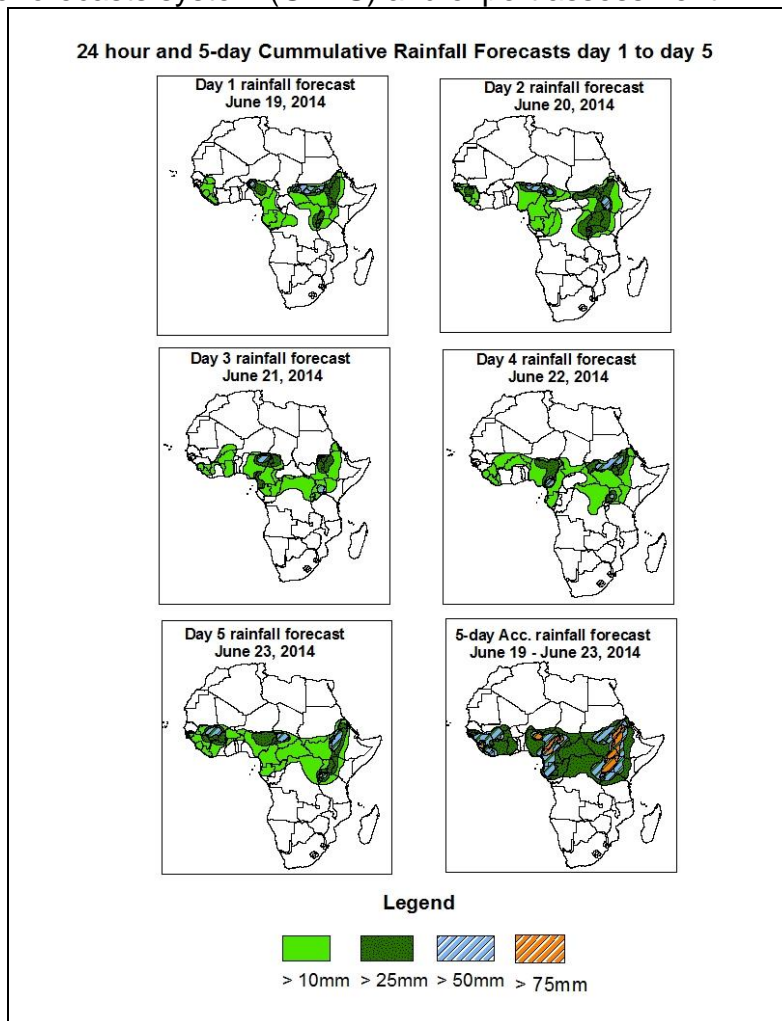 24 hour and 5-day Cummulative Rainfall Forecasts day 1 to day 5
Day 1 rainfall forecast
June 19, 2014
Day 2 rainfall forecast
June 20, 2014
Day 3 rainfall forecast
June 21, 2014
Day 4 rainfall forecast
June 22, 2014
Day 5 rainfall forecast
June 23, 2014
5-day Acc. rainfall forecast
June 19 - June 23, 2014
Legend
> 10mm > 25mm > 50mm > 75mm